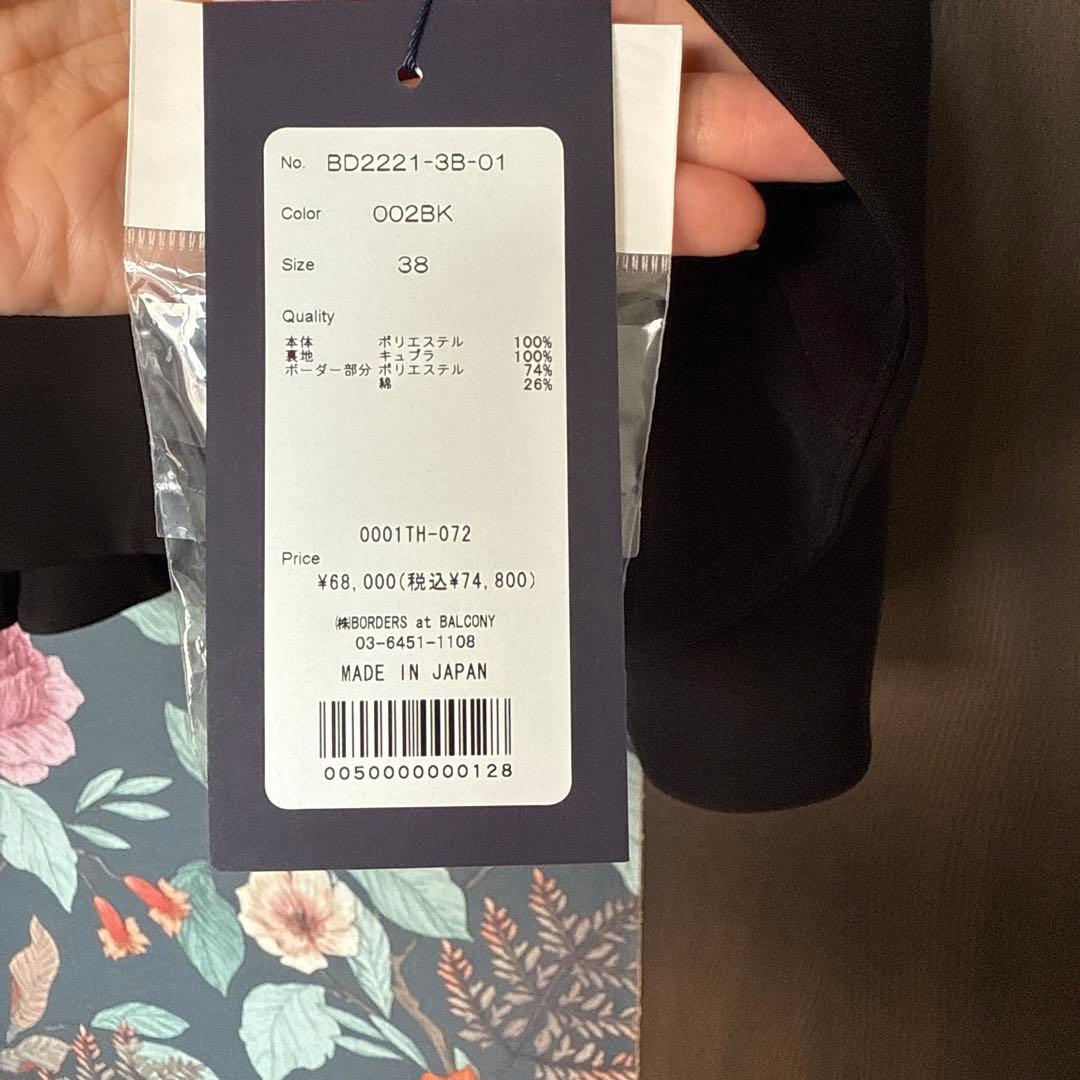 No. BD2221-3B-01
Color 002BK
Size 38
Quality
本体 ポリエステル 100%
裏地 キュプラ 100%
ボーダー部分 ポリエステル 74%
綿 26%
0001TH-072
Price
¥68,000(税込¥74,800)
㈱BORDERS at BALCONY
03-6451-1108
MADE IN JAPAN
0050000000128